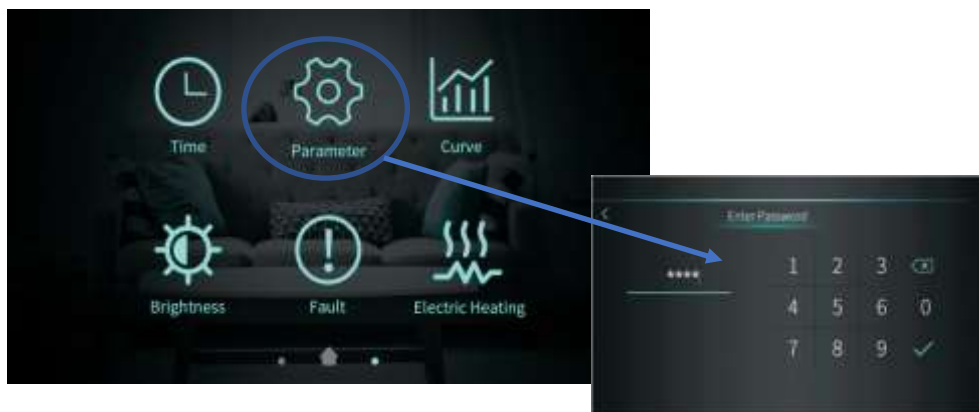 Time Parameter Curve
Brightness Fault Electric Heating
Enter Password
****
1 2 3
4 5 6 0
7 8 9